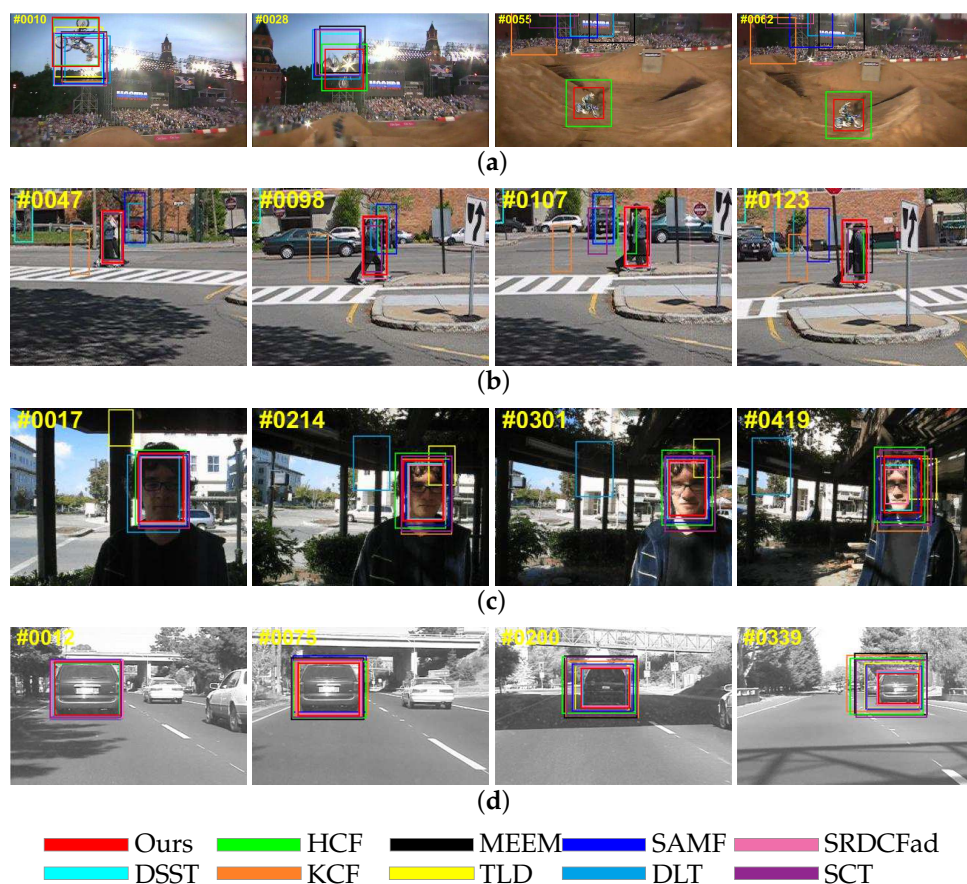 #0010 #0028 #0055 #0062
(a)
#0047 #0098 #0107 #0123
(b)
#0017 #0214 #0301 #0419
(c)
#0012 #0075 #0200 #0339
(d)
Ours HCF MEEM SAMF SRDCFad
DSST KCF TLD DLT SCT